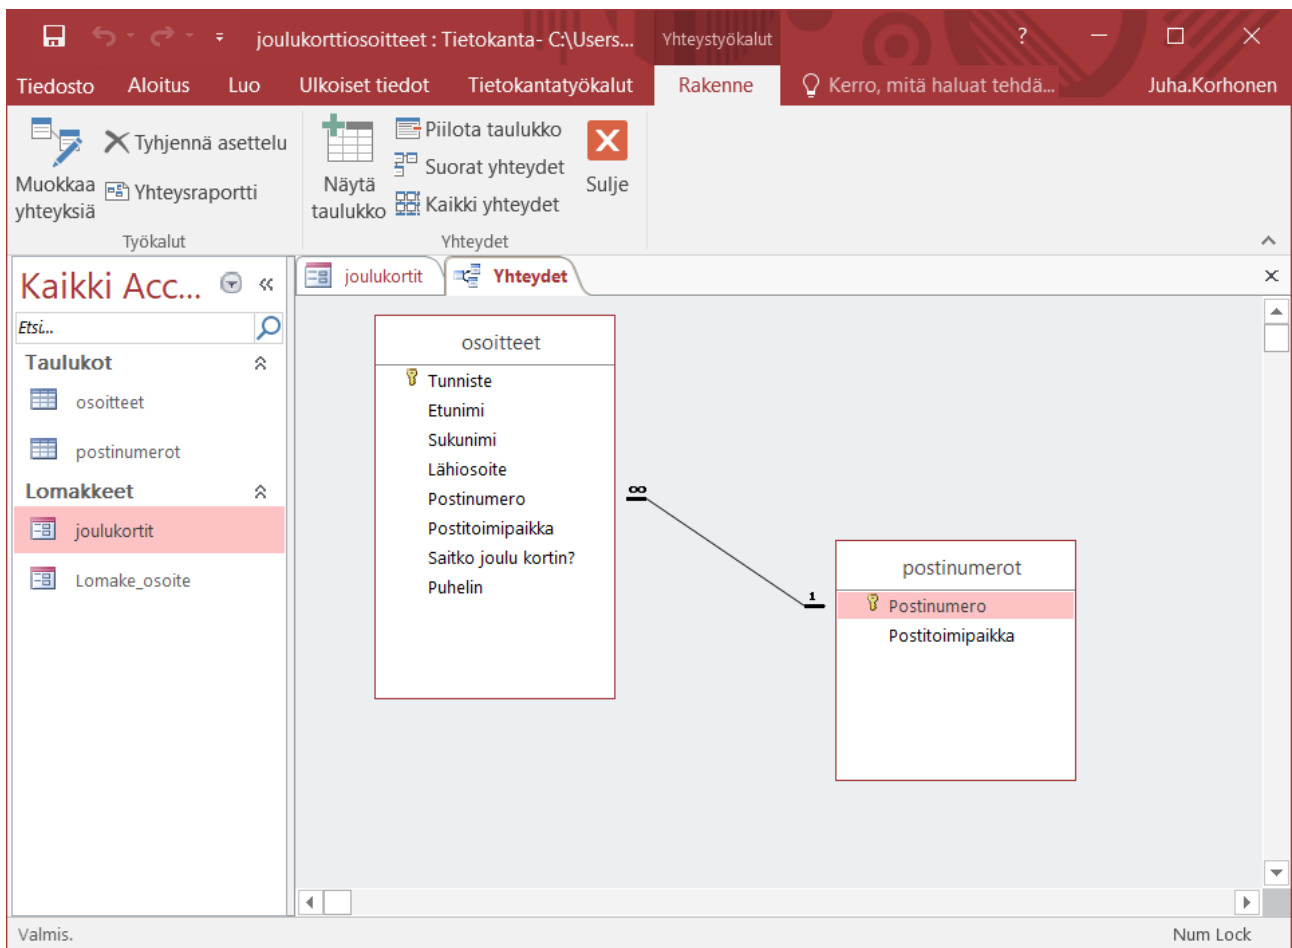 joulukorttiosoitteet : Tietokanta- C:\Users...
Yhteystyökalut
?
Tiedosto Aloitus Luo Ulkoiset tiedot Tietokantatyökalut Rakenne Kerro, mitä haluat tehdä... Juha.Korhonen
Muokkaa yhteyksiä
Tyhjennä asettelu
Yhteysraportti
Työkalut
Näytä taulukko
Piilota taulukko
Suorat yhteydet
Kaikki yhteydet
Sulje
Yhteydet
Kaikki Acc...
Etsi...
Taulukot
osoitteet
postinumerot
Lomakkeet
joulukortit
Lomake_osoite
joulukortit
Yhteydet
osoitteet
Tunniste
Etunimi
Sukunimi
Lähiosoite
Postinumero
Postitoimipaikka
Saitko joulu kortin?
Puhelin
∞
1
postinumerot
Postinumero
Postitoimipaikka
Valmis.
Num Lock